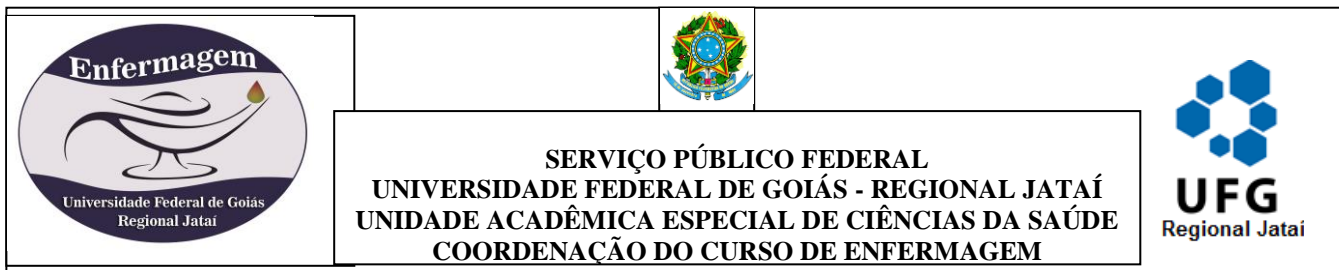 Enfermagem
Universidade Federal de Goiás
Regional Jataí
SERVIÇO PÚBLICO FEDERAL
UNIVERSIDADE FEDERAL DE GOIÁS - REGIONAL JATAÍ
UNIDADE ACADÊMICA ESPECIAL DE CIÊNCIAS DA SAÚDE
COORDENAÇÃO DO CURSO DE ENFERMAGEM
UFG
Regional Jataí